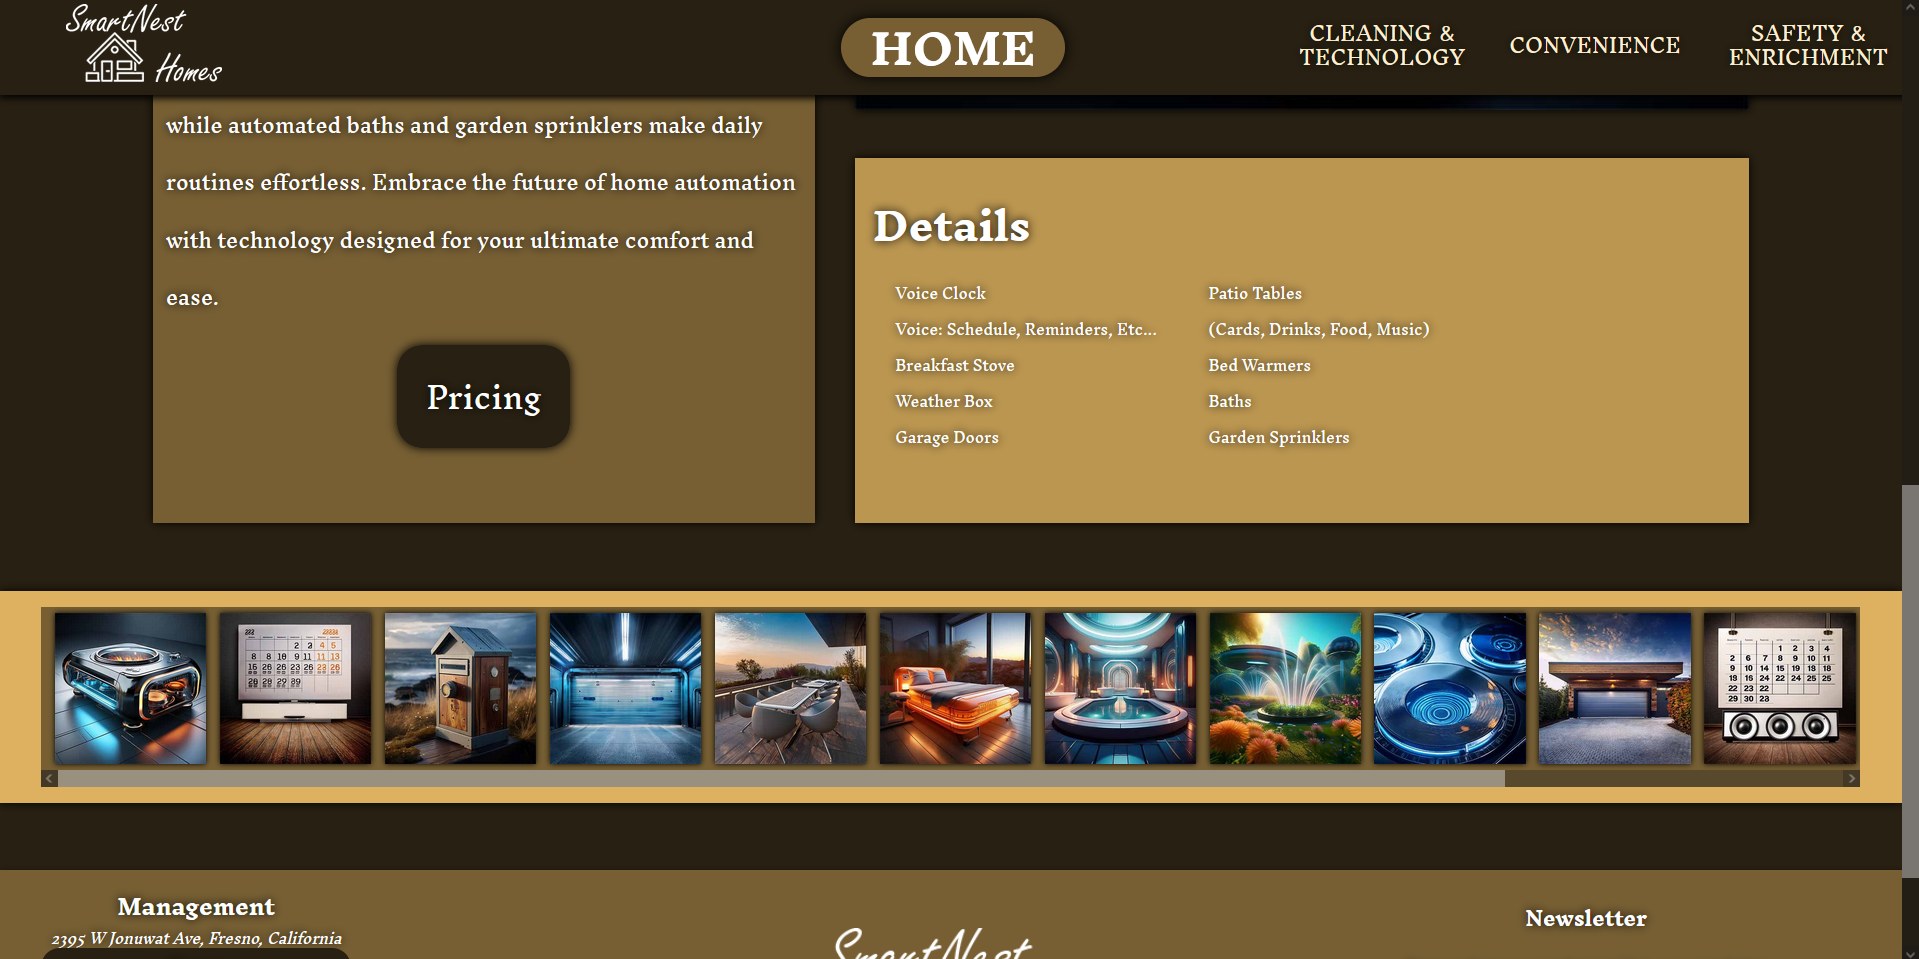 SmartNest
Homes
HOME
CLEANING &
TECHNOLOGY
CONVENIENCE
SAFETY &
ENRICHMENT
while automated baths and garden sprinklers make daily
routines effortless. Embrace the future of home automation
with technology designed for your ultimate comfort and
ease.
Pricing
Details
Voice Clock
Voice: Schedule, Reminders, Etc...
Breakfast Stove
Weather Box
Garage Doors
Patio Tables
(Cards, Drinks, Food, Music)
Bed Warmers
Baths
Garden Sprinklers
Management
2395 W Jonuwat Ave, Fresno, California
SmartNest
Newsletter